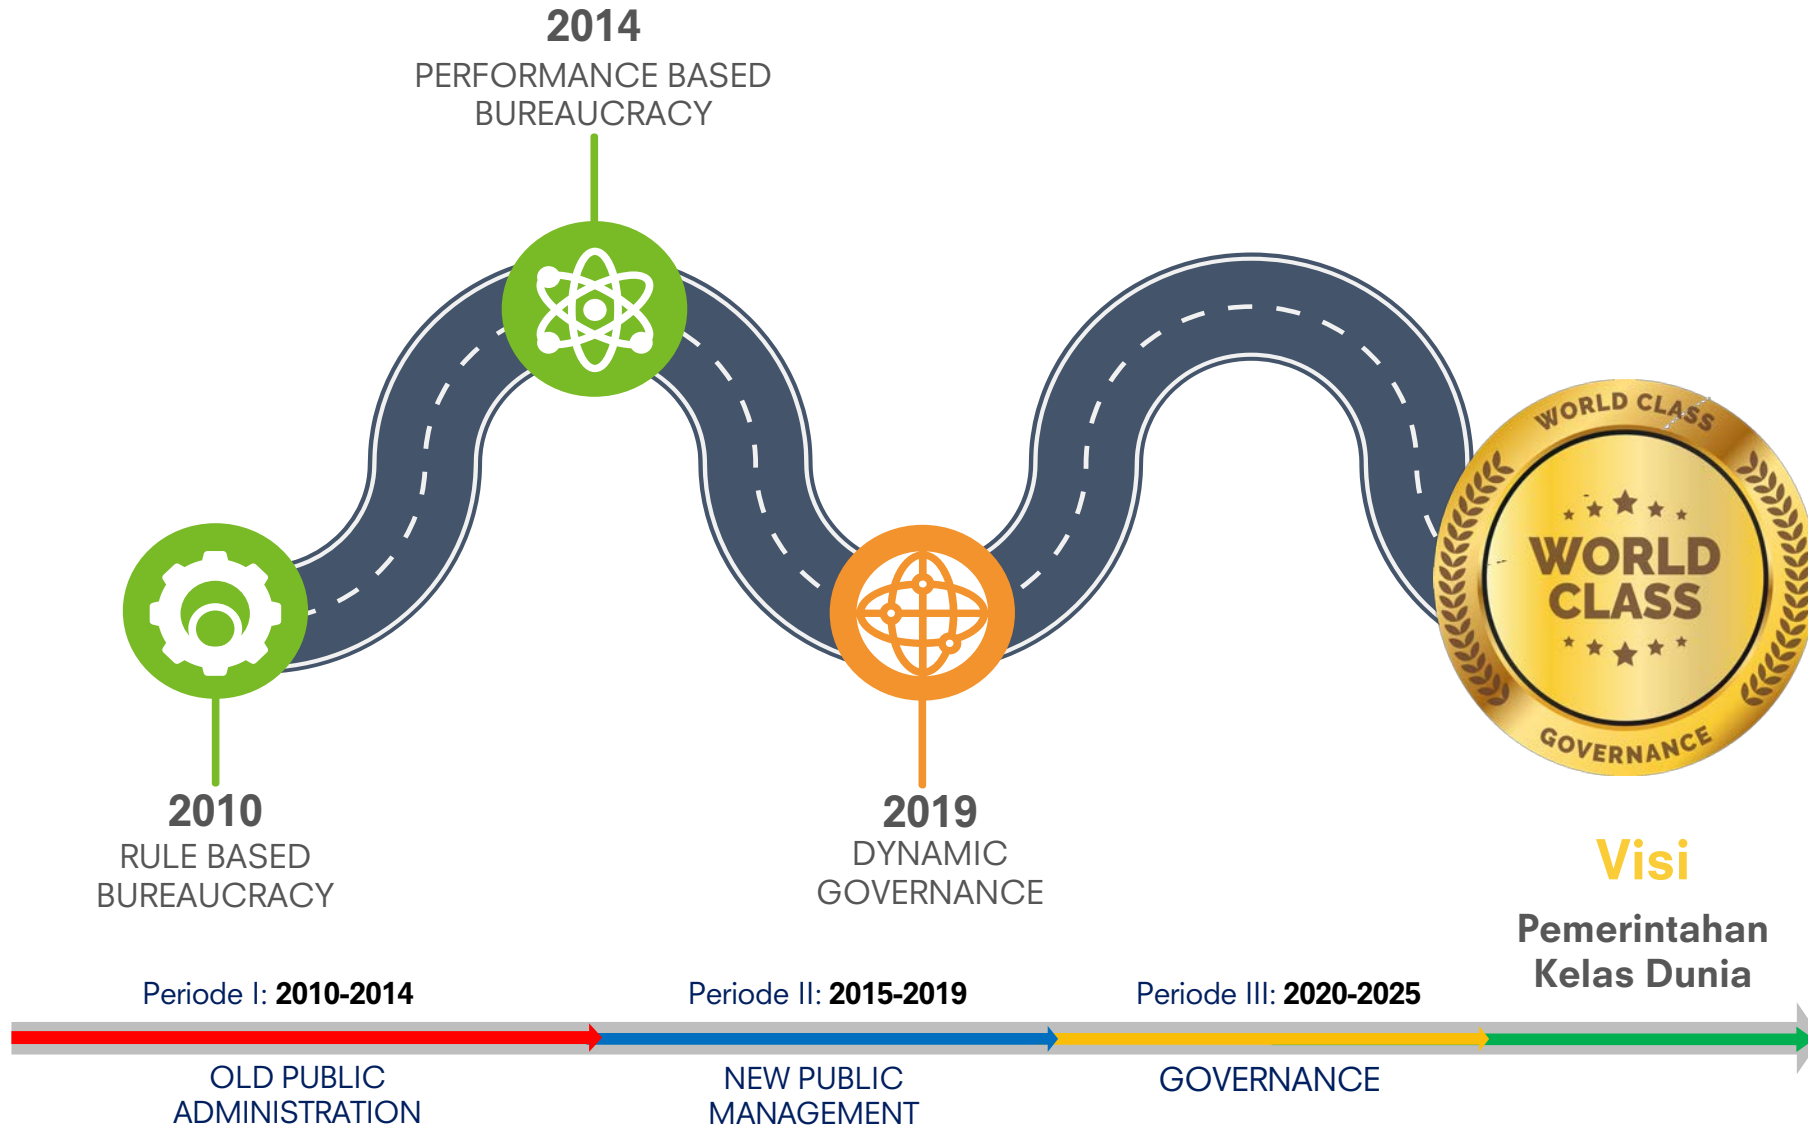 2014
PERFORMANCE BASED
BUREAUCRACY
WORLD CLASS
WORLD
CLASS
GOVERNANCE
2010
RULE BASED
BUREAUCRACY
2019
DYNAMIC
GOVERNANCE
Visi
Pemerintahan
Kelas Dunia
Periode I: 2010-2014
Periode II: 2015-2019
Periode III: 2020-2025
OLD PUBLIC
ADMINISTRATION
NEW PUBLIC
MANAGEMENT
GOVERNANCE